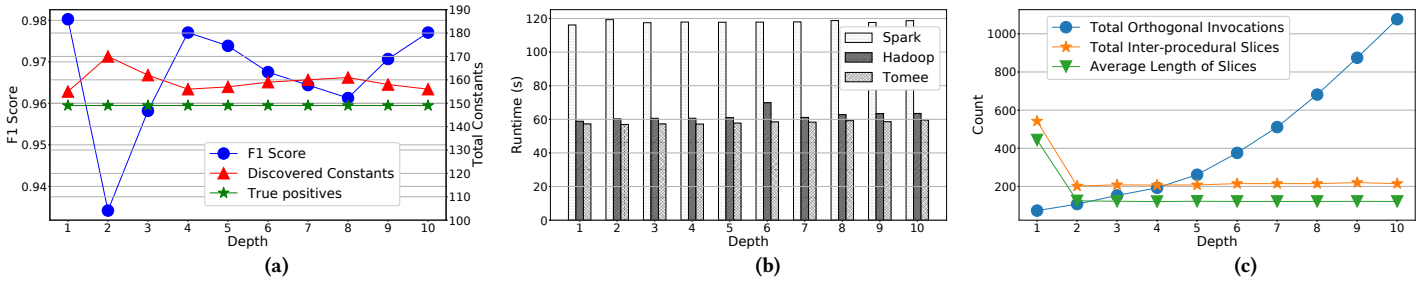 0.98
0.97
0.96
0.95
0.94
F1 Score
190
180
170
160
150
140
130
120
110
100
Total Constants
F1 Score
Discovered Constants
True positives
1 2 3 4 5 6 7 8 9 10
Depth
(a)
120
100
80
60
40
20
0
Runtime (s)
Spark
Hadoop
Tomee
1 2 3 4 5 6 7 8 9 10
Depth
(b)
1000
800
600
400
200
Count
Total Orthogonal Invocations
Total Inter-procedural Slices
Average Length of Slices
1 2 3 4 5 6 7 8 9 10
Depth
(c)